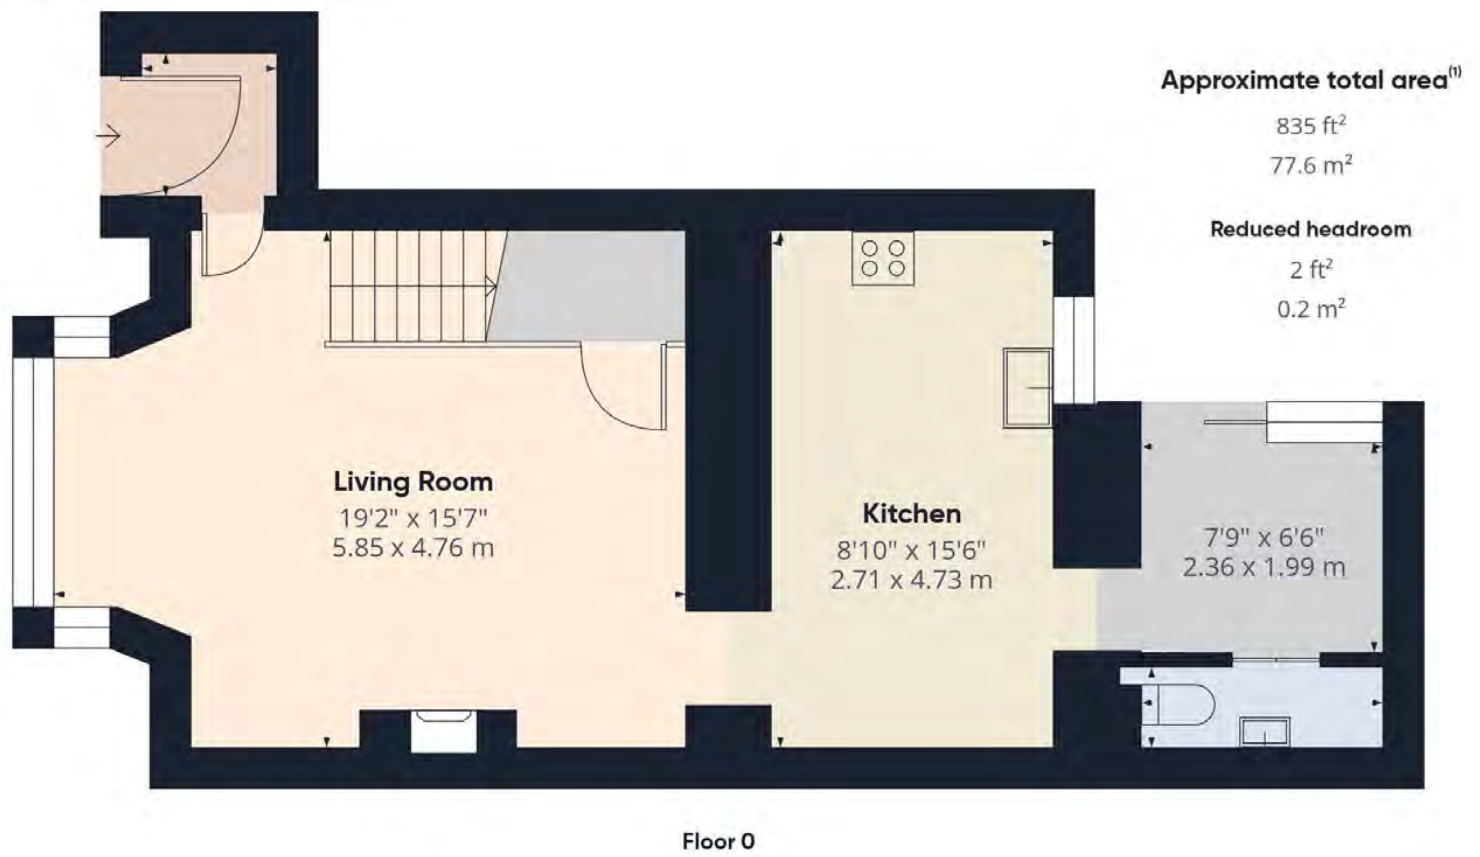 Approximate total area(1)
835 ft²
77.6 m²
Reduced headroom
2 ft²
0.2 m²
Living Room
19'2" x 15'7"
5.85 x 4.76 m
Kitchen
8'10" x 15'6"
2.71 x 4.73 m
7'9" x 6'6"
2.36 x 1.99 m
Floor 0